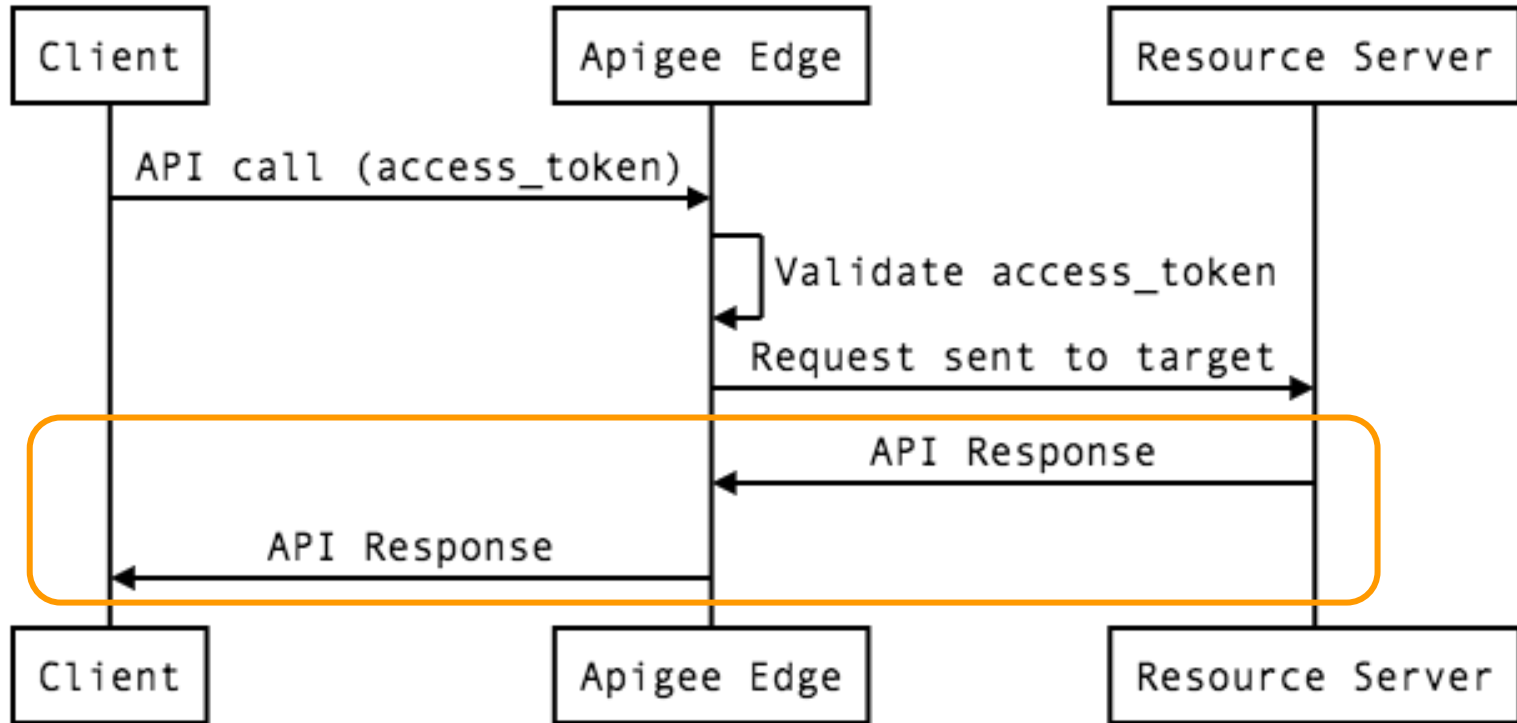 Client
Apigee Edge
Resource Server
API call (access_token)
Validate access_token
Request sent to target
API Response
API Response
Client
Apigee Edge
Resource Server